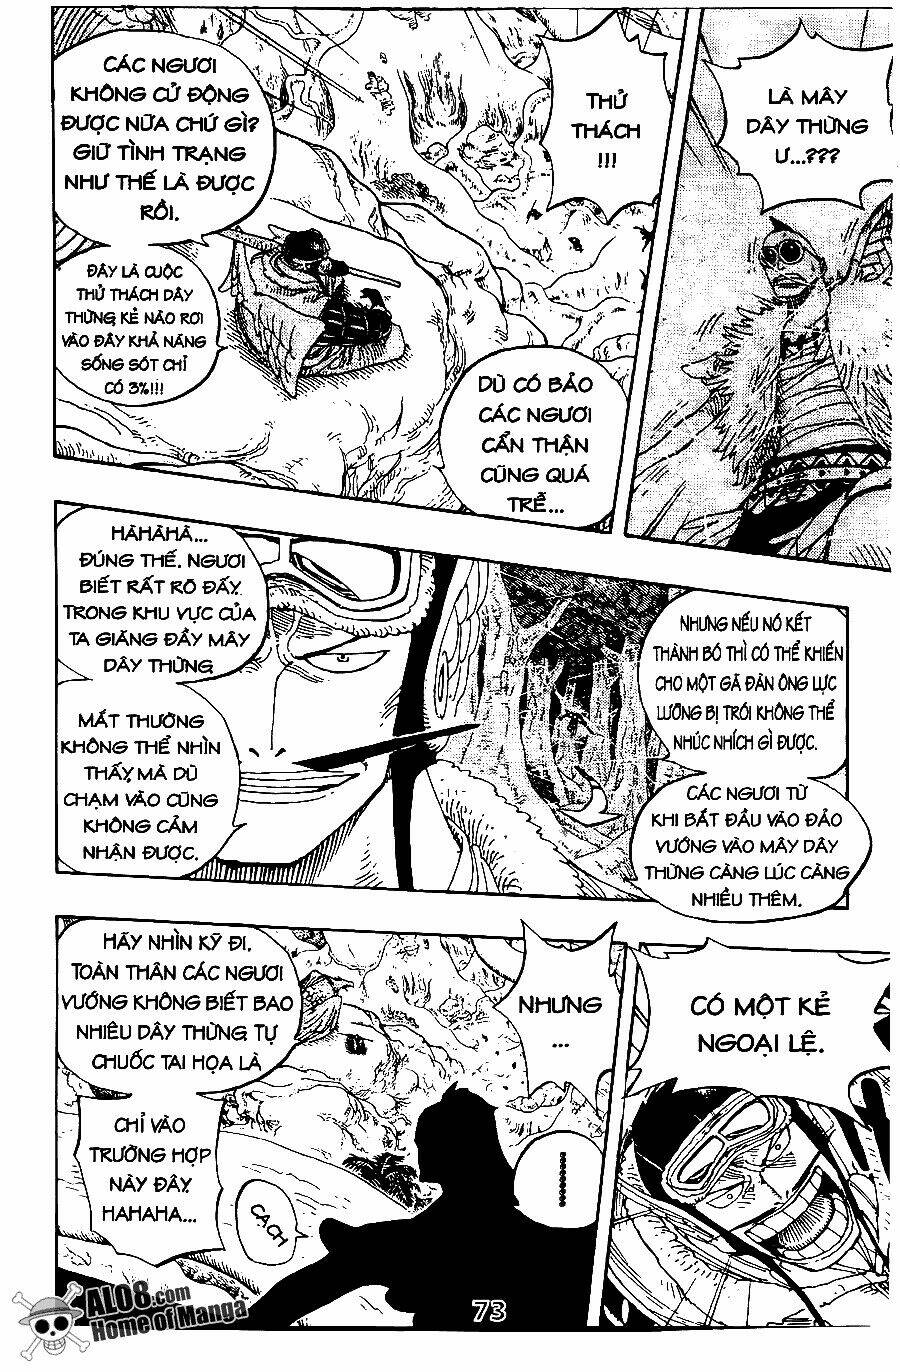 CÁC NGƯƠI
KHÔNG CỬ ĐỘNG
ĐƯỢC NỮA CHỨ GÌ?
GIỮ TÌNH TRẠNG
NHƯ THẾ LÀ ĐƯỢC
RỒI.
ĐÂY LÀ CUỘC
THỬ THÁCH DÂY
THỪNG, KẺ NÀO RƠI
VÀO ĐÂY KHẢ NĂNG
SỐNG SÓT CHỈ
CÓ 3%!!!
THỬ
THÁCH
!!!
DÙ CÓ BẢO
CÁC NGƯƠI
CẨN THẬN
CŨNG QUÁ
TRỄ...
LÀ MÂY
DÂY THỪNG
Ư...???
HAHAHA...
ĐÚNG THẾ. NGƯƠI
BIẾT RẤT RÕ ĐẤY.
TRONG KHU VỰC CỦA
TA GIĂNG ĐẦY MÂY
DÂY THỪNG
MẮT THƯỜNG
KHÔNG THỂ NHÌN
THẤY, MÀ DÙ
CHẠM VÀO CŨNG
KHÔNG CẢM
NHẬN ĐƯỢC.
NHƯNG NẾU NÓ KẾT
THÀNH BÓ THÌ CÓ THỂ KHIẾN
CHO MỘT GÃ ĐÀN ÔNG LỰC
LƯỠNG BỊ TRÓI KHÔNG THỂ
NHÚC NHÍCH GÌ ĐƯỢC.
CÁC NGƯƠI TỪ
KHI BẮT ĐẦU VÀO ĐẢO
VƯỚNG VÀO MÂY DÂY
THỪNG CÀNG LÚC CÀNG
NHIỀU THÊM.
HÃY NHÌN KỸ ĐI.
TOÀN THÂN CÁC NGƯƠI
VƯỚNG KHÔNG BIẾT BAO
NHIÊU DÂY THỪNG. TỰ
CHUỐC TAI HỌA LÀ
CHỈ VÀO
TRƯỜNG HỢP
NÀY ĐÂY.
HAHAHA...
CẠCH
NHƯNG
...
.........
CÓ MỘT KẺ
NGOẠI LỆ.
73
ALO8.com
Home of Manga